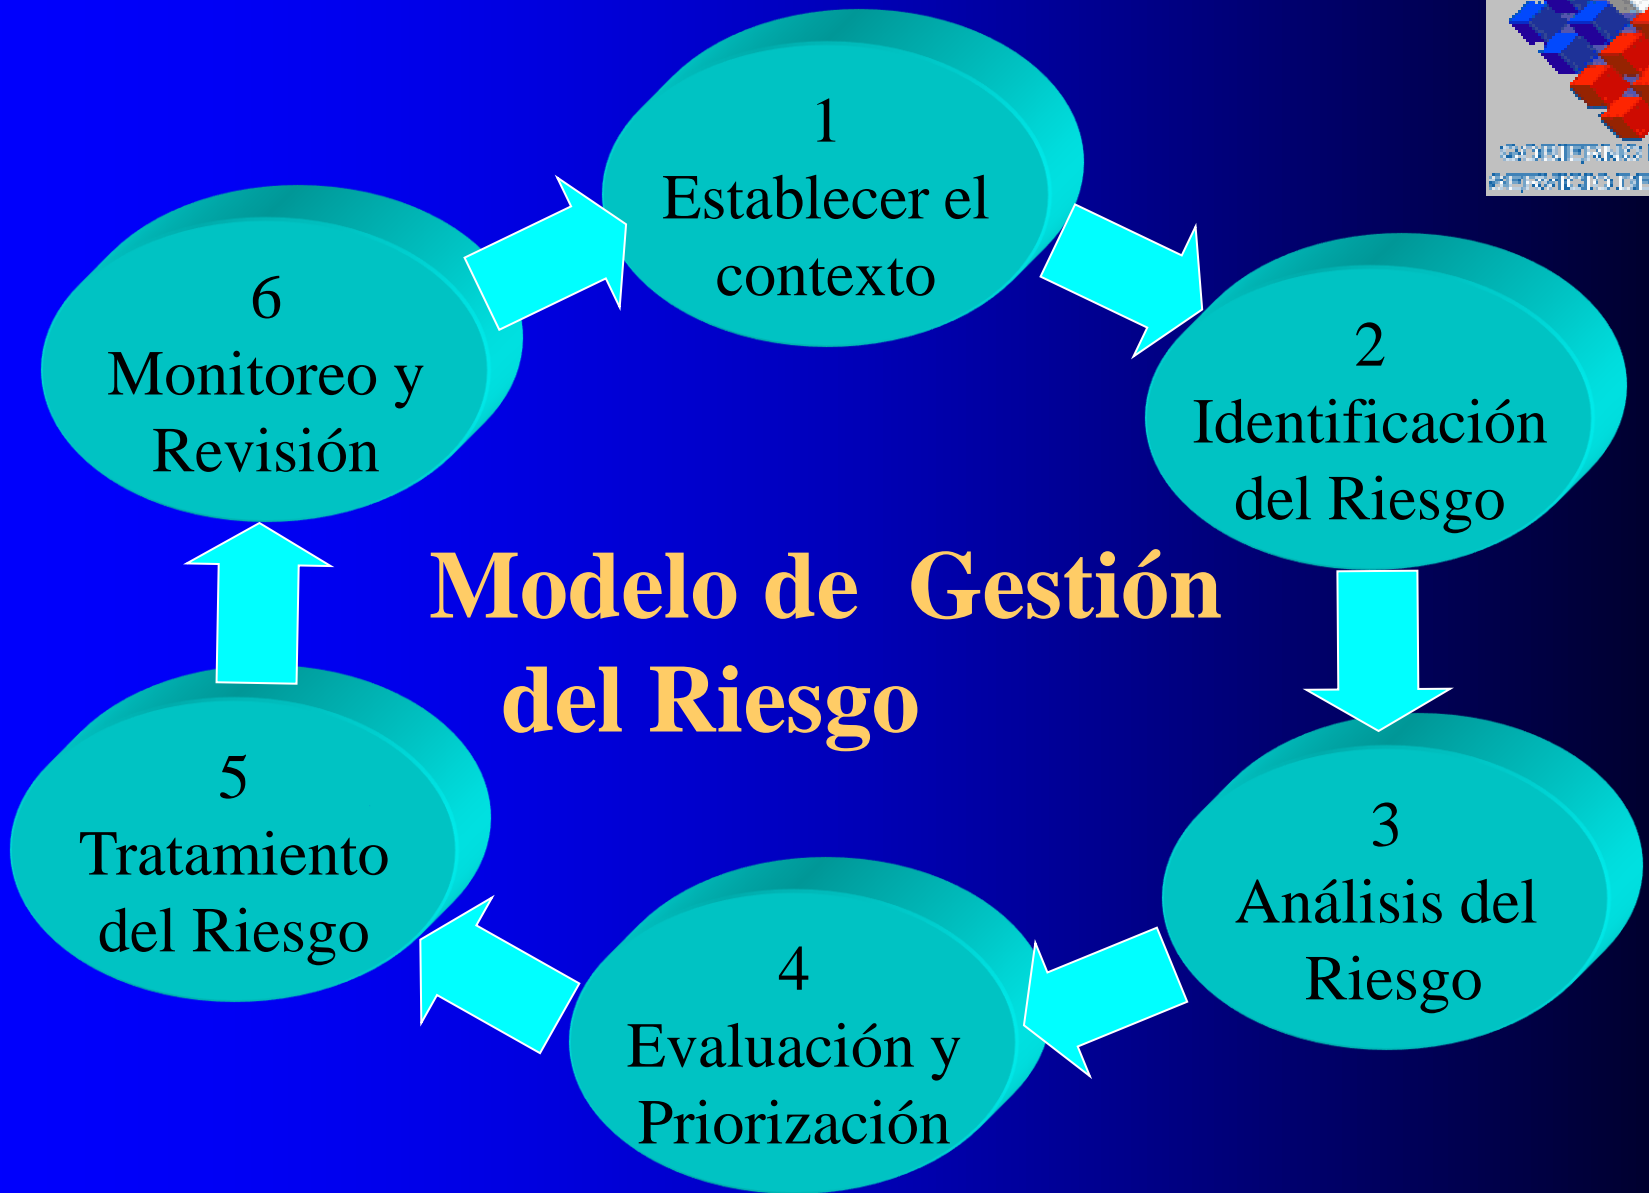 1
Establecer el
contexto
2
Identificación
del Riesgo
3
Análisis del
Riesgo
4
Evaluación y
Priorización
5
Tratamiento
del Riesgo
6
Monitoreo y
Revisión
Modelo de  Gestión
del Riesgo